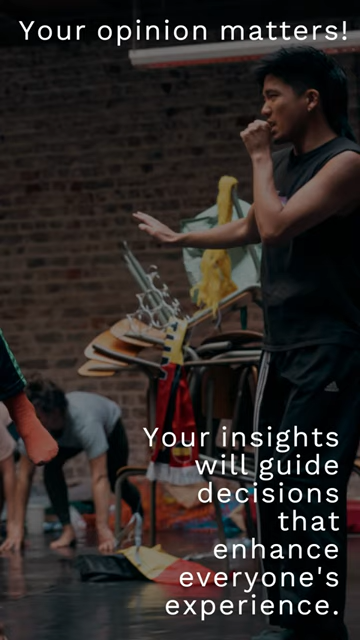 Your opinion matters!
Your insights
will guide
decisions
that
enhance
everyone's
experience.